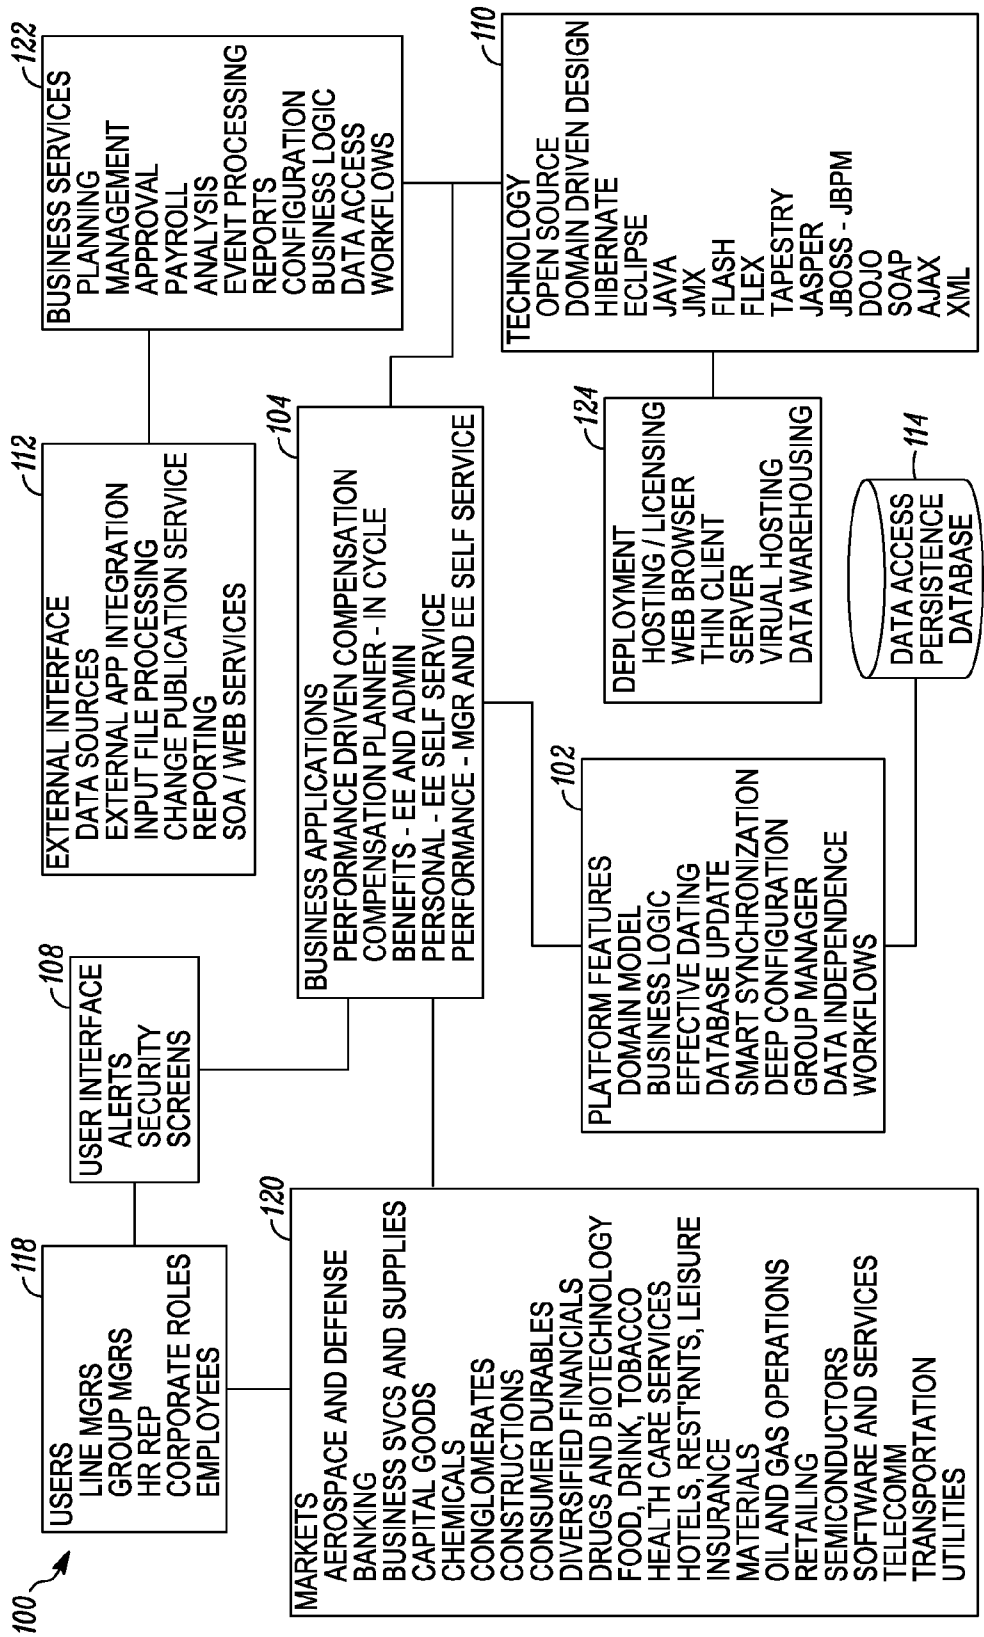 100
118
USERS
LINE MGRS
GROUP MGRS
HR REP
CORPORATE ROLES
EMPLOYEES
108
USER INTERFACE
ALERTS
SECURITY
SCREENS
112
EXTERNAL INTERFACE
DATA SOURCES
EXTERNAL APP INTEGRATION
INPUT FILE PROCESSING
CHANGE PUBLICATION SERVICE
REPORTING
SOA / WEB SERVICES
122
BUSINESS SERVICES
PLANNING
MANAGEMENT
APPROVAL
PAYROLL
ANALYSIS
EVENT PROCESSING
REPORTS
CONFIGURATION
BUSINESS LOGIC
DATA ACCESS
WORKFLOWS
120
MARKETS
AEROSPACE AND DEFENSE
BANKING
BUSINESS SVCS AND SUPPLIES
CAPITAL GOODS
CHEMICALS
CONGLOMERATES
CONSTRUCTIONS
CONSUMER DURABLES
DIVERSIFIED FINANCIALS
DRUGS AND BIOTECHNOLOGY
FOOD, DRINK, TOBACCO
HEALTH CARE SERVICES
HOTELS, REST'RNTS, LEISURE
INSURANCE
MATERIALS
OIL AND GAS OPERATIONS
RETAILING
SEMICONDUCTORS
SOFTWARE AND SERVICES
TELECOMM
TRANSPORTATION
UTILITIES
104
BUSINESS APPLICATIONS
PERFORMANCE DRIVEN COMPENSATION
COMPENSATION PLANNER - IN CYCLE
BENEFITS - EE AND ADMIN
PERSONAL - EE SELF SERVICE
PERFORMANCE - MGR AND EE SELF SERVICE
102
PLATFORM FEATURES
DOMAIN MODEL
BUSINESS LOGIC
EFFECTIVE DATING
DATABASE UPDATE
SMART SYNCHRONIZATION
DEEP CONFIGURATION
GROUP MANAGER
DATA INDEPENDENCE
WORKFLOWS
124
DEPLOYMENT
HOSTING / LICENSING
WEB BROWSER
THIN CLIENT
SERVER
VIRUAL HOSTING
DATA WAREHOUSING
114
DATA ACCESS
PERSISTENCE
DATABASE
110
TECHNOLOGY
OPEN SOURCE
DOMAIN DRIVEN DESIGN
HIBERNATE
ECLIPSE
JAVA
JMX
FLASH
FLEX
TAPESTRY
JASPER
JBOSS - JBPM
DOJO
SOAP
AJAX
XML